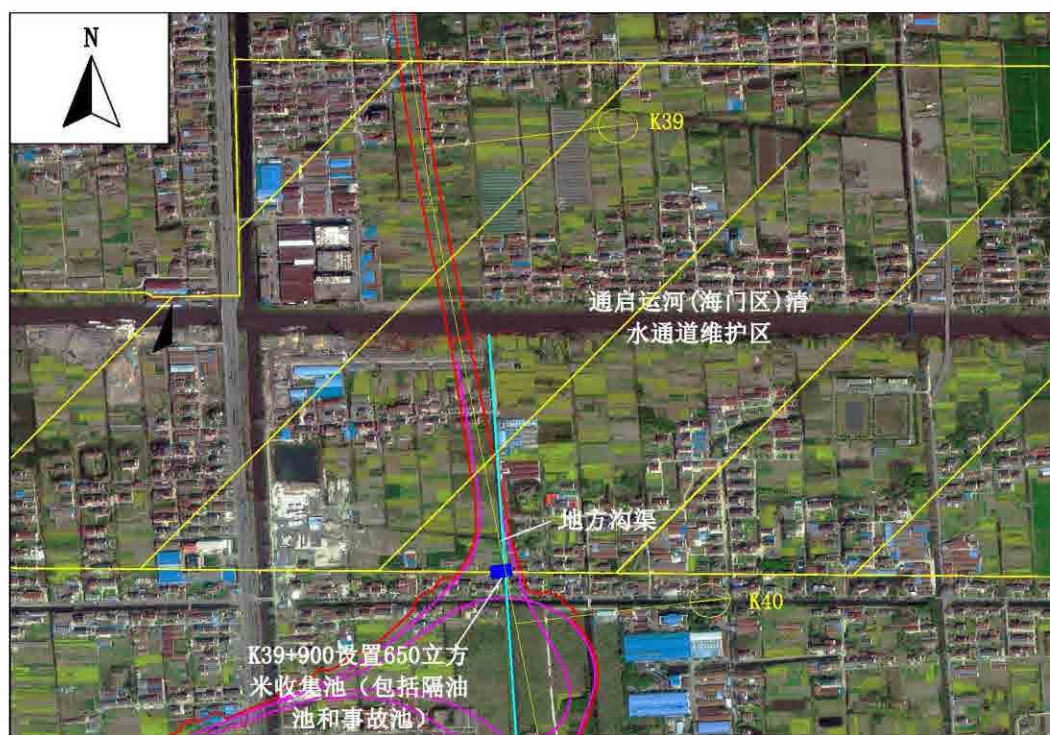 N
K39
通启运河(海门区)清
水通道维护区
地方沟渠
K40
K39+900设置650立方
米收集池（包括隔油
池和事故池）